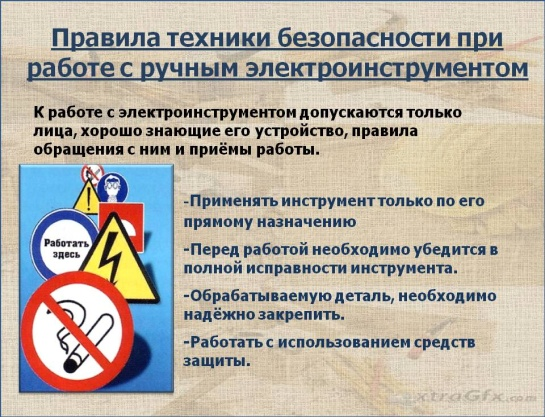 Правила техники безопасности при
работе с ручным электроинструментом
К работе с электроинструментом допускаются только
лица, хорошо знающие его устройство, правила
обращения с ним и приёмы работы.
Работать
здесь
-Применять инструмент только по его
прямому назначению
-Перед работой необходимо убедится в
полной исправности инструмента.
-Обрабатываемую деталь, необходимо
надёжно закрепить.
-Работать с использованием средств
защиты.
xtraGfx.com